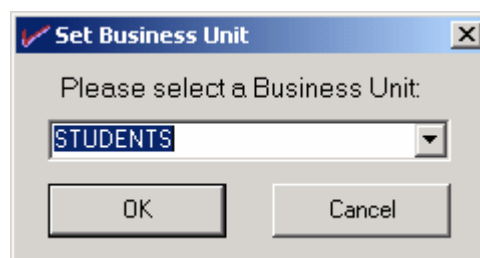 Set Business Unit
Please select a Business Unit:
STUDENTS
OK Cancel